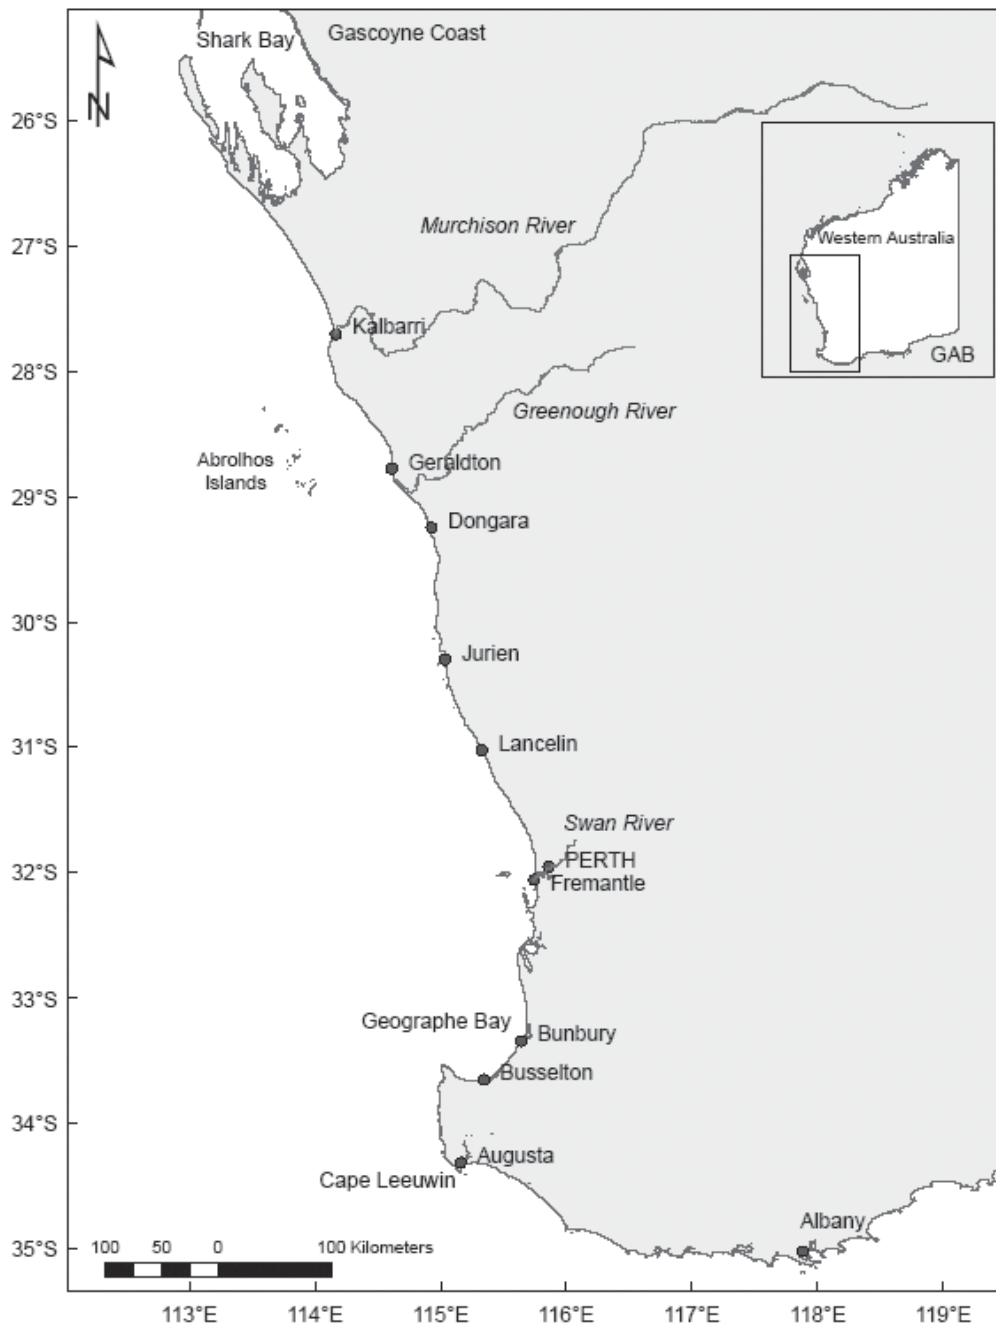 Shark Bay
Gascoyne Coast
N
26°S
Murchison River
27°S
Western Australia
Kalbarri
GAB
28°S
Greenough River
Abrolhos
Islands
Geraldton
29°S
Dongara
30°S
Jurien
31°S
Lancelin
Swan River
PERTH
32°S
Fremantle
33°S
Geographe Bay
Bunbury
Busselton
34°S
Augusta
Cape Leeuwin
Albany
35°S
100 50 0 100 Kilometers
113°E 114°E 115°E 116°E 117°E 118°E 119°E